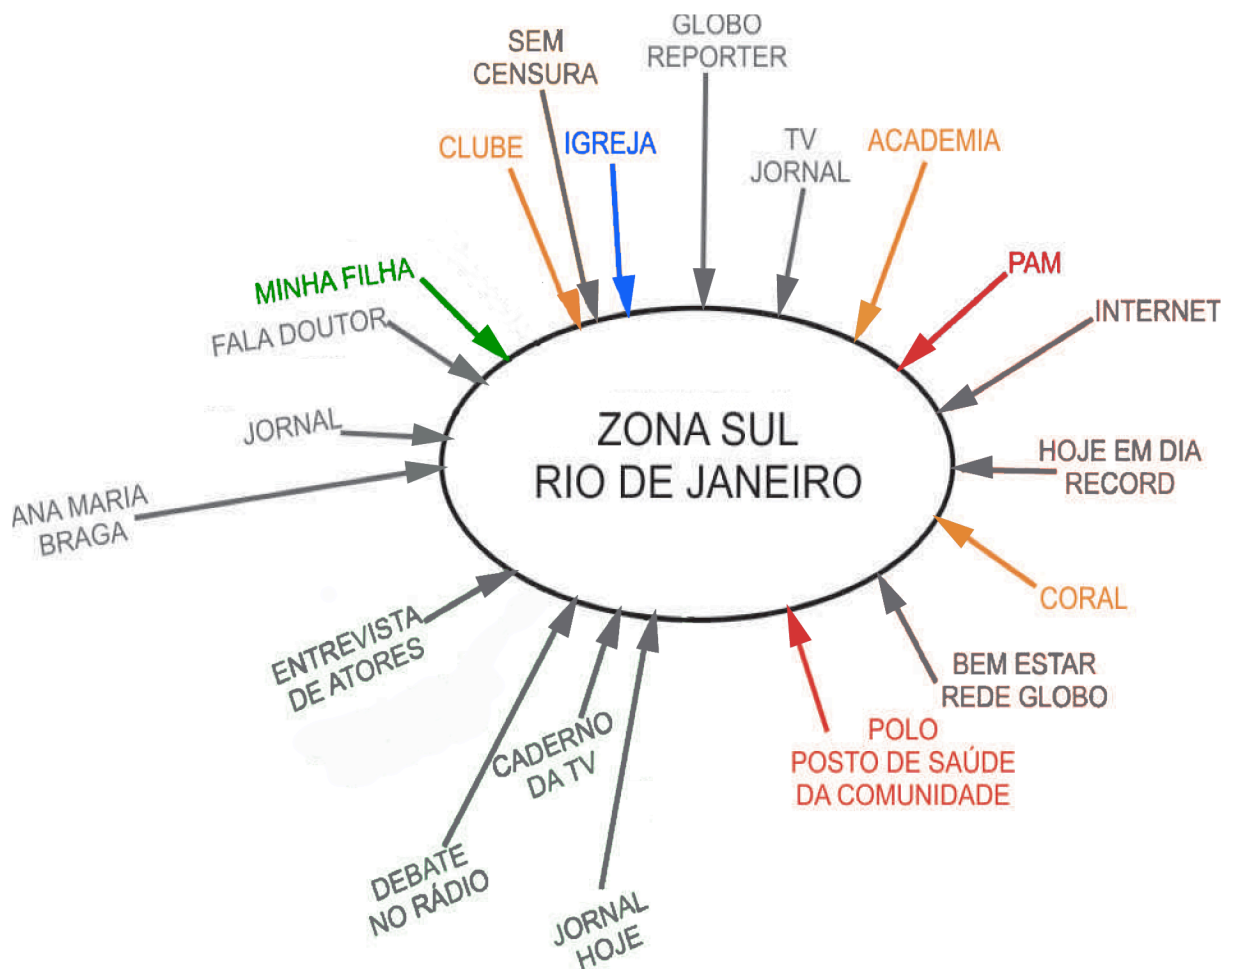 GLOBO
REPORTER
SEM
CENSURA
CLUBE
IGREJA
TV
JORNAL
ACADEMIA
MINHA FILHA
PAM
FALA DOUTOR
INTERNET
JORNAL
ZONA SUL
RIO DE JANEIRO
HOJE EM DIA
RECORD
ANA MARIA
BRAGA
CORAL
ENTREVISTA
DE ATORES
BEM ESTAR
REDE GLOBO
CADERNO
DA TV
POLO
POSTO DE SAÚDE
DA COMUNIDADE
DEBATE
NO RÁDIO
JORNAL
HOJE